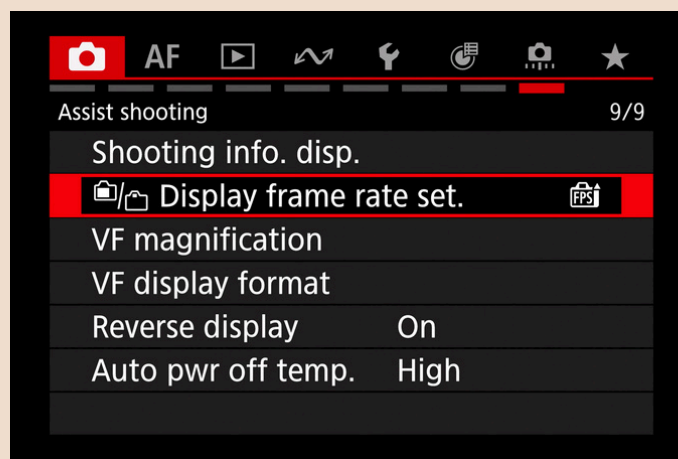 AF
Assist shooting 9/9
Shooting info. disp.
/ Display frame rate set. FPS
VF magnification
VF display format
Reverse display On
Auto pwr off temp. High